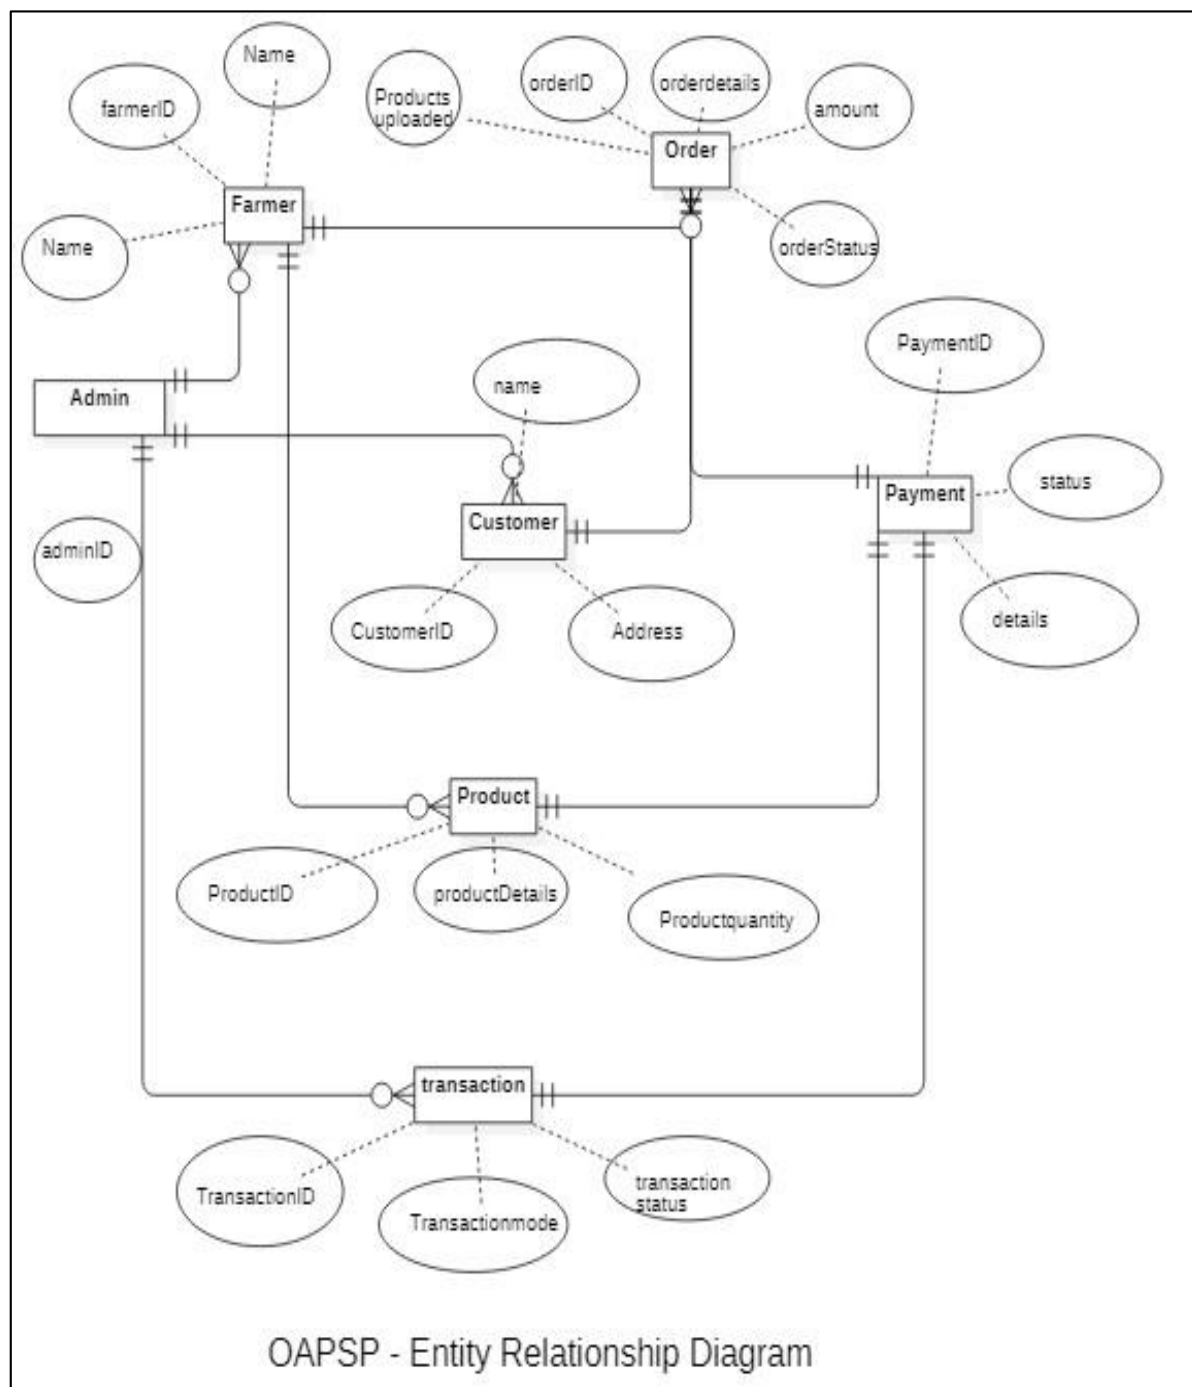 Name
farmerID
Products
uploaded
orderID
orderdetails
amount
Order
Farmer
Name
orderStatus
PaymentID
name
Admin
status
Payment
Customer
adminID
CustomerID
Address
details
Product
ProductID
productDetails
Productquantity
transaction
TransactionID
Transactionmode
transaction
status
OAPSP - Entity Relationship Diagram